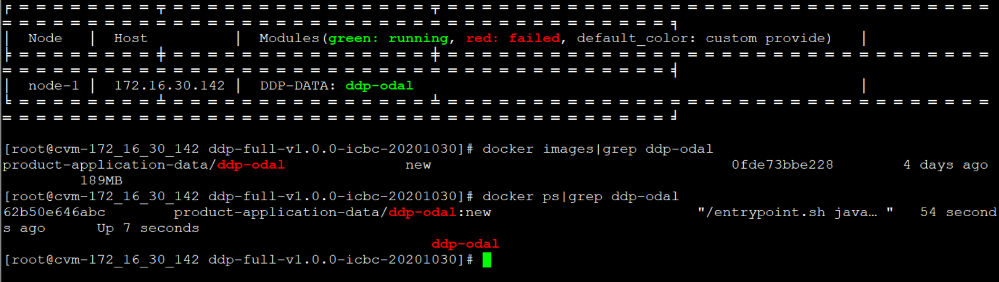 ╒=========╤===============╤================================
========================================╕
│ Node │ Host │ Modules(green: running, red: failed, default_color: custom provide) │
╞=========╪===============╪================================
========================================╡
│ node-1 │ 172.16.30.142 │ DDP-DATA: ddp-odal │
╘=========╧===============╧================================
========================================╛
[root@cvm-172_16_30_142 ddp-full-v1.0.0-icbc-20201030]# docker images|grep ddp-odal
product-application-data/ddp-odal new 0fde73bbe228 4 days ago
189MB
[root@cvm-172_16_30_142 ddp-full-v1.0.0-icbc-20201030]# docker ps|grep ddp-odal
62b50e646abc product-application-data/ddp-odal:new "/entrypoint.sh java… " 54 second
s ago Up 7 seconds
ddp-odal
[root@cvm-172_16_30_142 ddp-full-v1.0.0-icbc-20201030]#